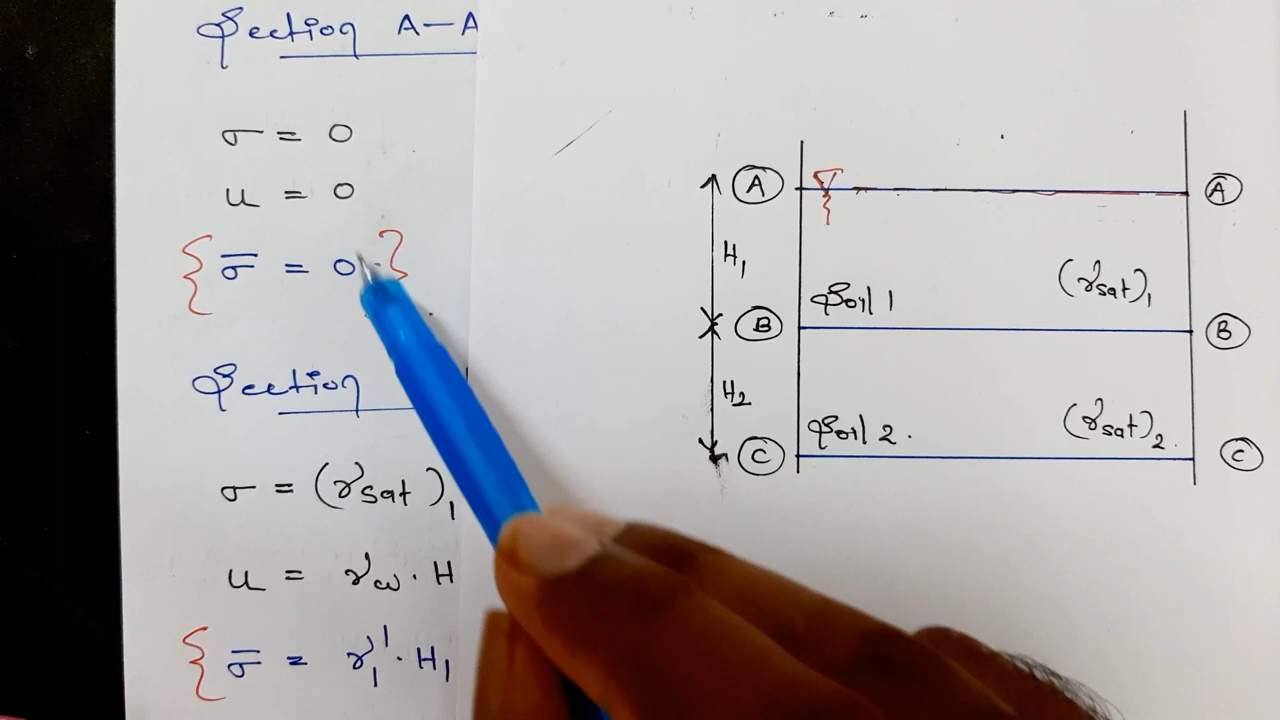 Section A-A
σ = 0
u = 0
{ σ̅ = 0 . }
Section
σ = (γsat)₁
u = γω · H
{ σ̅ = γ₁' · H₁
A A
H₁
Soil 1 (γsat)₁
B B
H₂
Soil 2 . (γsat)₂ .
C C